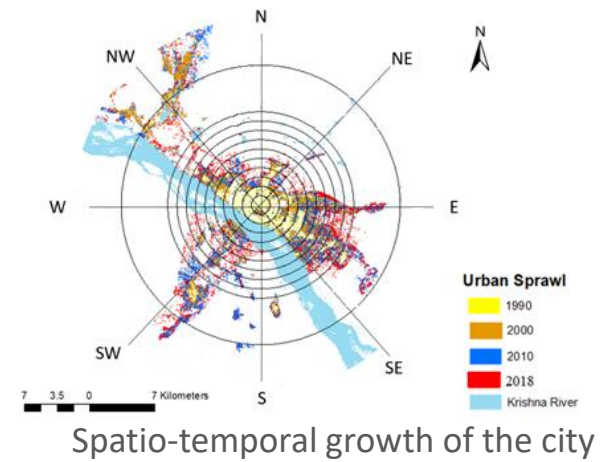 N
N
NW
NE
W
E
SW
SE
S
Urban Sprawl
1990
2000
2010
2018
Krishna River
7 3.5 0 7 Kilometers
Spatio-temporal growth of the city